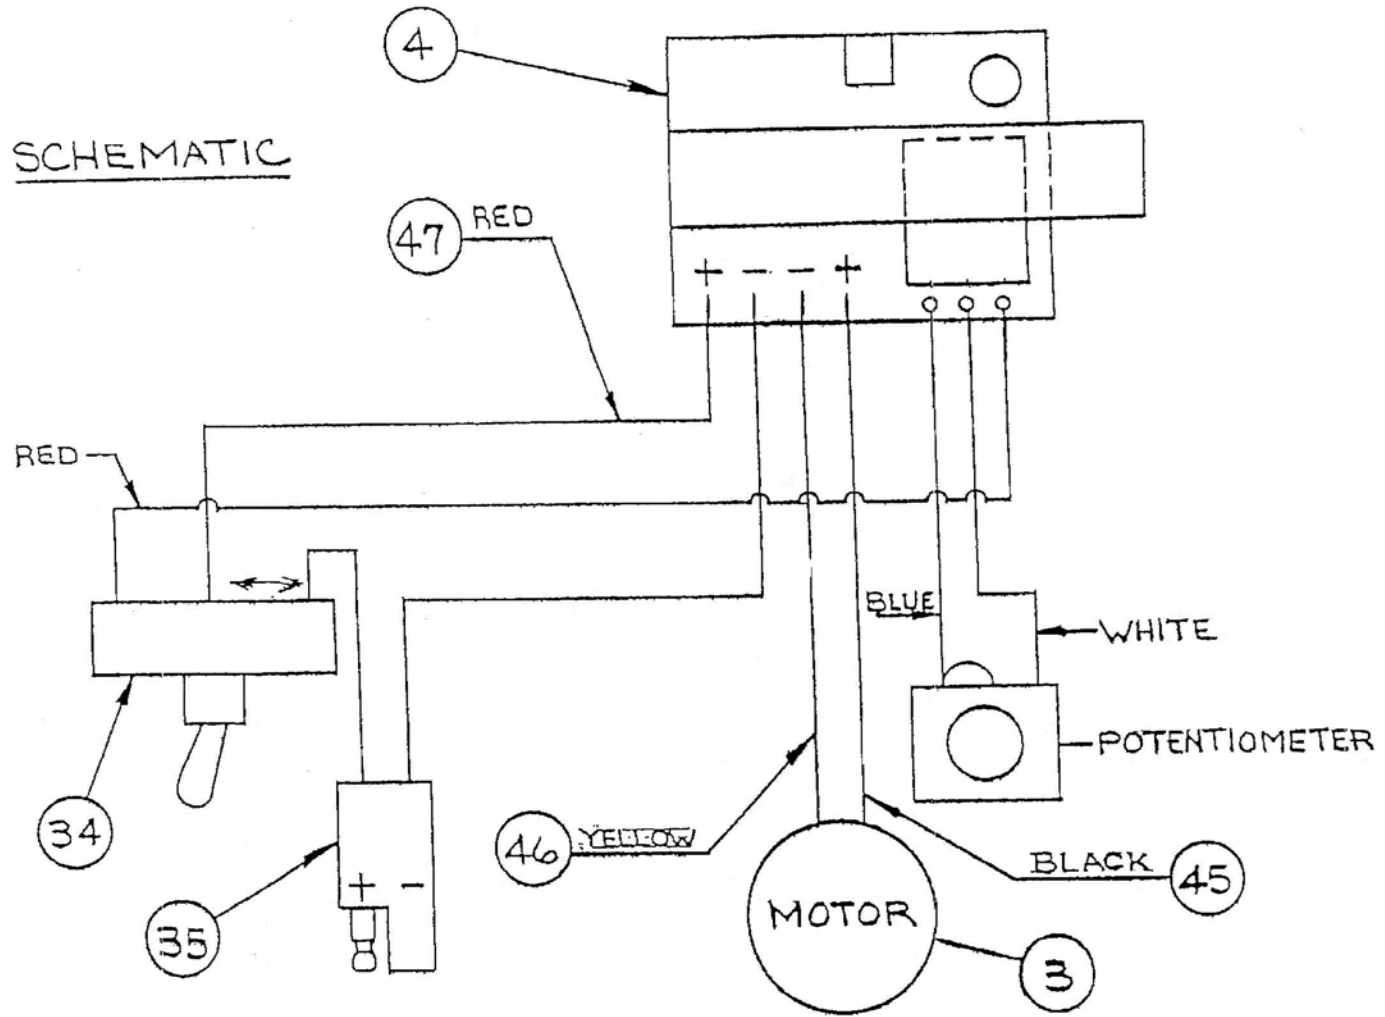 4
SCHEMATIC
47 RED
+ - - +
RED
BLUE
WHITE
POTENTIOMETER
34
46 YELLOW
BLACK 45
+ -
35
MOTOR
3